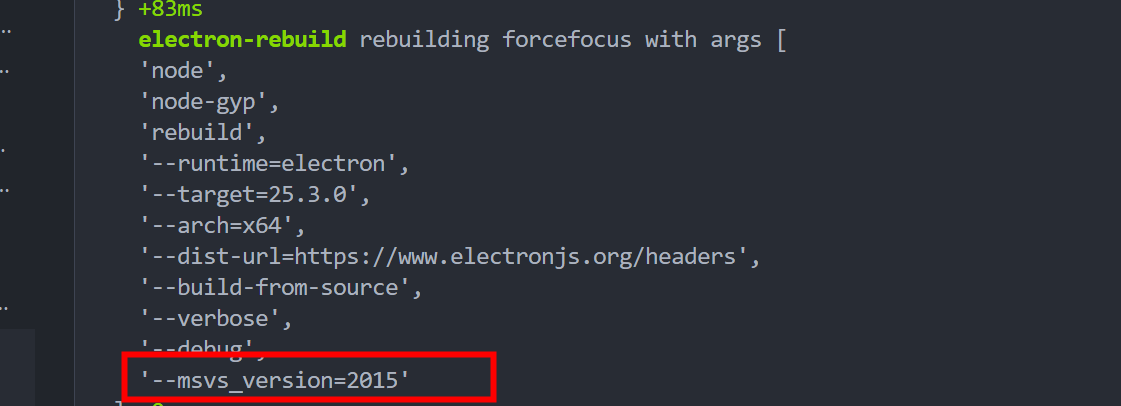 } +83ms
electron-rebuild rebuilding forcefocus with args [
'node',
'node-gyp',
'rebuild',
'--runtime=electron',
'--target=25.3.0',
'--arch=x64',
'--dist-url=https://www.electronjs.org/headers',
'--build-from-source',
'--verbose',
'--debug',
'--msvs_version=2015'